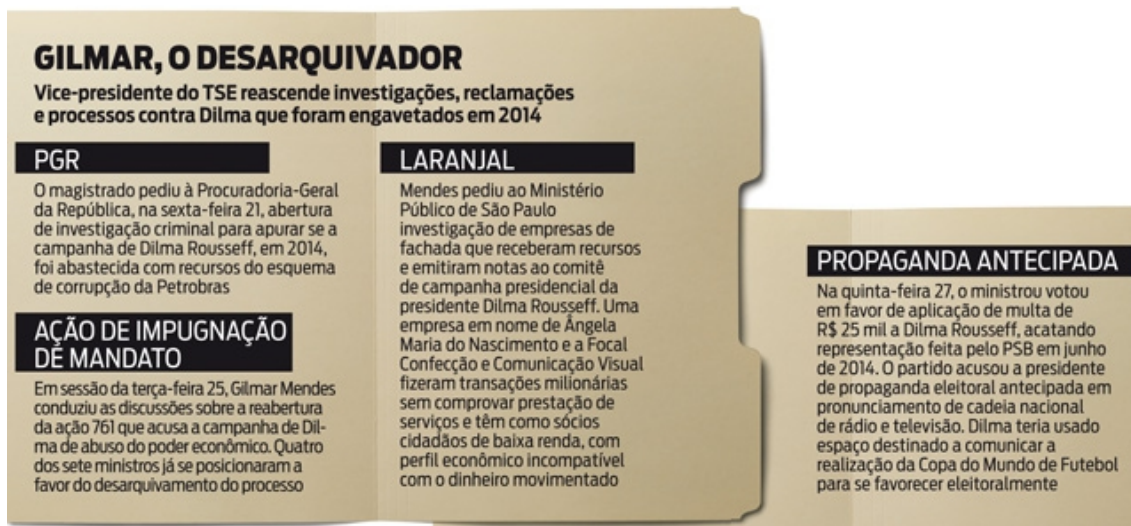 GILMAR, O DESARQUIVADOR
Vice-presidente do TSE reascende investigações, reclamações
e processos contra Dilma que foram engavetados em 2014
PGR
O magistrado pediu à Procuradoria-Geral
da República, na sexta-feira 21, abertura
de investigação criminal para apurar se a
campanha de Dilma Rousseff, em 2014,
foi abastecida com recursos do esquema
de corrupção da Petrobras
AÇÃO DE IMPUGNAÇÃO
DE MANDATO
Em sessão da terça-feira 25, Gilmar Mendes
conduziu as discussões sobre a reabertura
da ação 761 que acusa a campanha de Dil-
ma de abuso do poder econômico. Quatro
dos sete ministros já se posicionaram a
favor do desarquivamento do processo
LARANJAL
Mendes pediu ao Ministério
Público de São Paulo
investigação de empresas de
fachada que receberam recursos
e emitiram notas ao comitê
de campanha presidencial da
presidente Dilma Rousseff. Uma
empresa em nome de Ângela
Maria do Nascimento e a Focal
Confecção e Comunicação Visual
fizeram transações milionárias
sem comprovar prestação de
serviços e têm como sócios
cidadãos de baixa renda, com
perfil econômico incompatível
com o dinheiro movimentado
PROPAGANDA ANTECIPADA
Na quinta-feira 27, o ministrou votou
em favor de aplicação de multa de
R$ 25 mil a Dilma Rousseff, acatando
representação feita pelo PSB em junho
de 2014. O partido acusou a presidente
de propaganda eleitoral antecipada em
pronunciamento de cadeia nacional
de rádio e televisão. Dilma teria usado
espaço destinado a comunicar a
realização da Copa do Mundo de Futebol
para se favorecer eleitoralmente